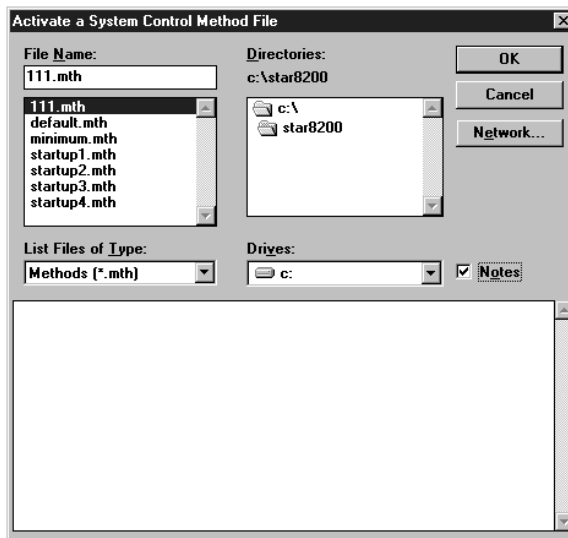 Activate a System Control Method File
File Name:
111.mth
111.mth
default.mth
minimum.mth
startup1.mth
startup2.mth
startup3.mth
startup4.mth
List Files of Type:
Methods (*.mth)
Directories:
c:\star8200
c:\
star8200
Drives:
c:
OK
Cancel
Network...
Notes